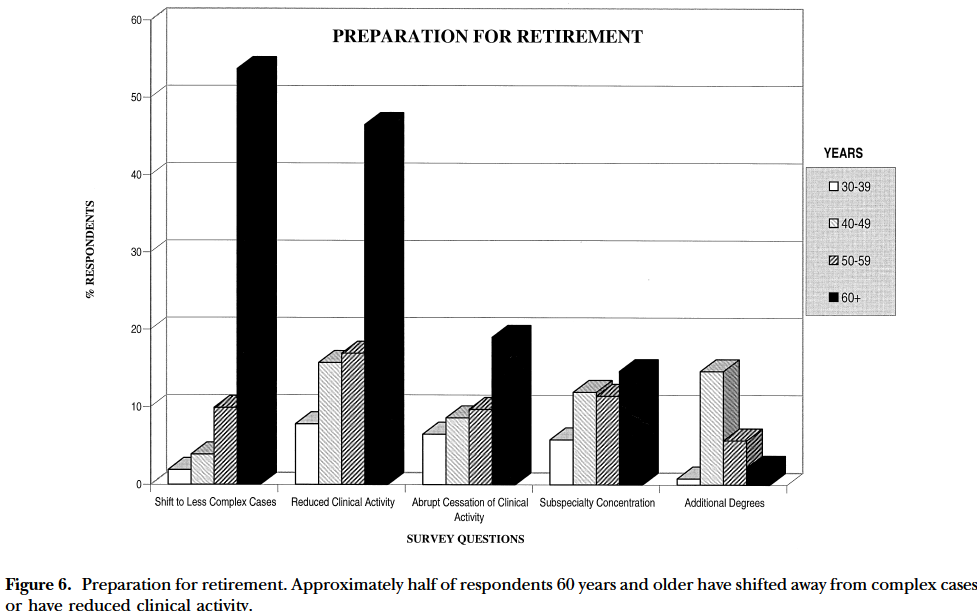 PREPARATION FOR RETIREMENT
60
50
40
30
20
10
0
% RESPONDENTS
YEARS
30-39
40-49
50-59
60+
Shift to Less Complex Cases
Reduced Clinical Activity
Abrupt Cessation of Clinical
Activity
Subspecialty Concentration
Additional Degrees
SURVEY QUESTIONS
Figure 6. Preparation for retirement. Approximately half of respondents 60 years and older have shifted away from complex cases
or have reduced clinical activity.